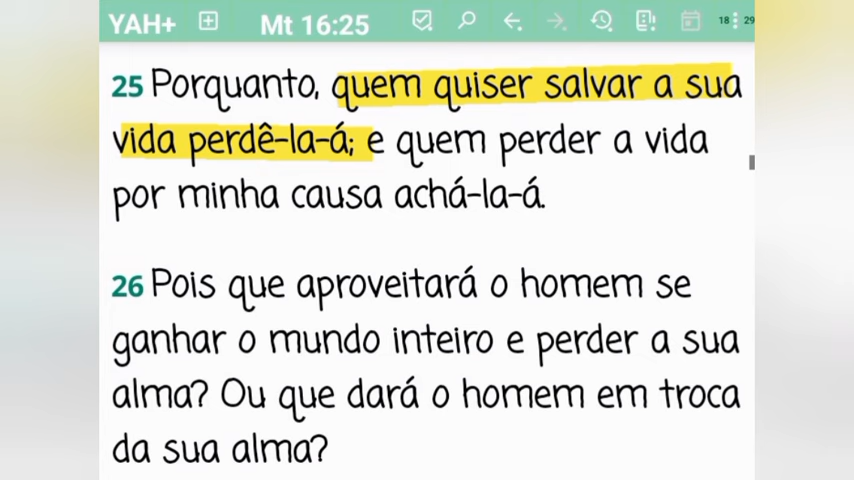 YAH+ Mt 16:25 18 29
25 Porquanto, quem quiser salvar a sua
vida perdê-la-á; e quem perder a vida
por minha causa achá-la-á.
26 Pois que aproveitará o homem se
ganhar o mundo inteiro e perder a sua
alma? Ou que dará o homem em troca
da sua alma?